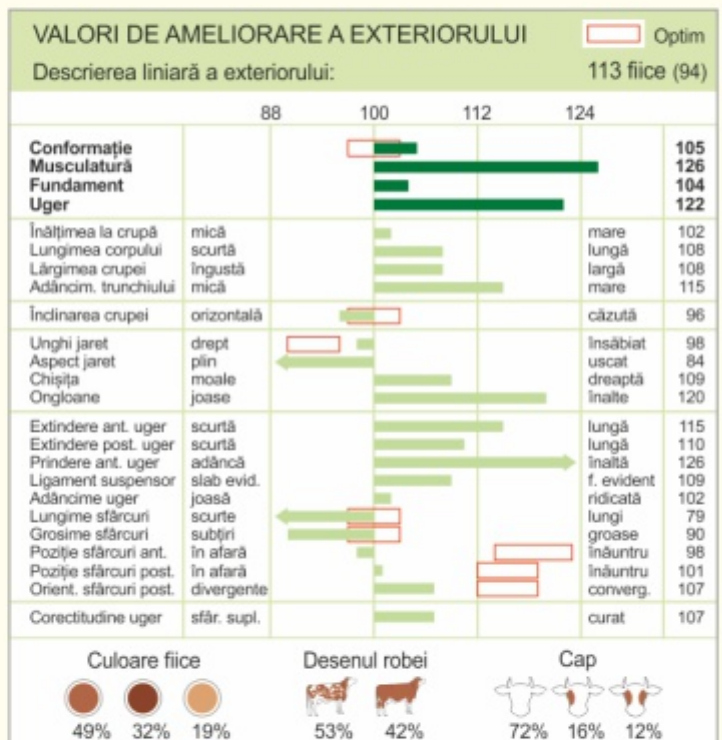 VALORI DE AMELIORARE A EXTERIORULUI Optim
Descrierea liniară a exteriorului: 113 fiice (94)
88 100 112 124
Conformație 105
Musculatură 126
Fundament 104
Uger 122
Înălțimea la crupă mică mare 102
Lungimea corpului scurtă lungă 108
Lărgimea crupei îngustă largă 108
Adâncim. trunchiului mică mare 115
Înclinarea crupei orizontală căzută 96
Unghi jaret drept însăbiat 98
Aspect jaret plin uscat 84
Chișița moale dreaptă 109
Ongloane joase înalte 120
Extindere ant. uger scurtă lungă 115
Extindere post. uger scurtă lungă 110
Prindere ant. uger adâncă înaltă 126
Ligament suspensor slab evid. f. evident 109
Adâncime uger joasă ridicată 102
Lungime sfârcuri scurte lungi 79
Grosime sfârcuri subțiri groase 90
Poziție sfârcuri ant. în afară înăuntru 98
Poziție sfârcuri post. în afară înăuntru 101
Orient. sfârcuri post. divergente converg. 107
Corectitudine uger sfâr. supl. curat 107
Culoare fiice Desenul robei Cap
49% 32% 19% 53% 42% 72% 16% 12%